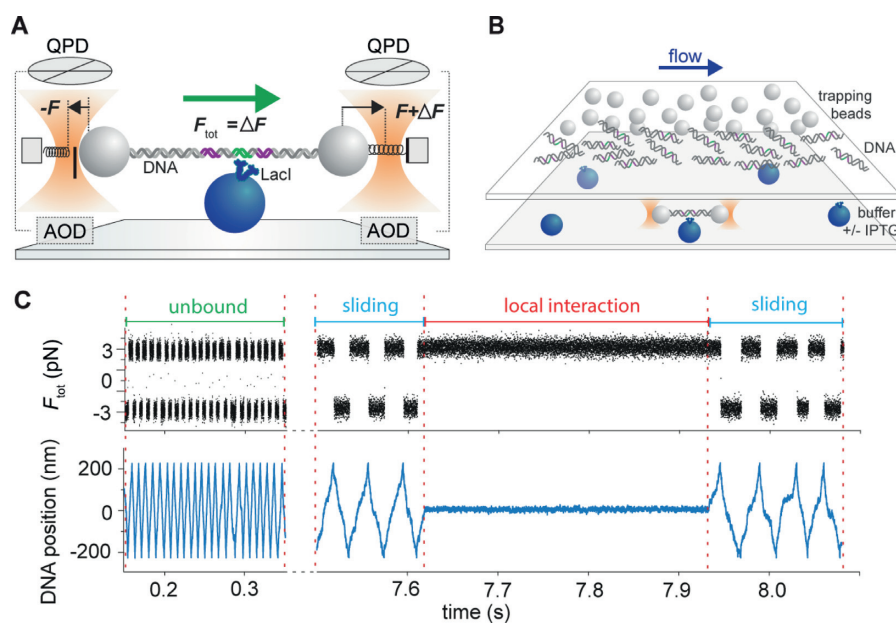 A
QPD
QPD
-F
F+ΔF
Ftot = ΔF
DNA
LacI
AOD
AOD
B
flow
trapping
beads
DNA
buffer
+/- IPTG
C
unbound
sliding
local interaction
sliding
Ftot (pN)
3
0
-3
DNA position (nm)
200
0
-200
0.2 0.3 7.6 7.7 7.8 7.9 8.0
time (s)